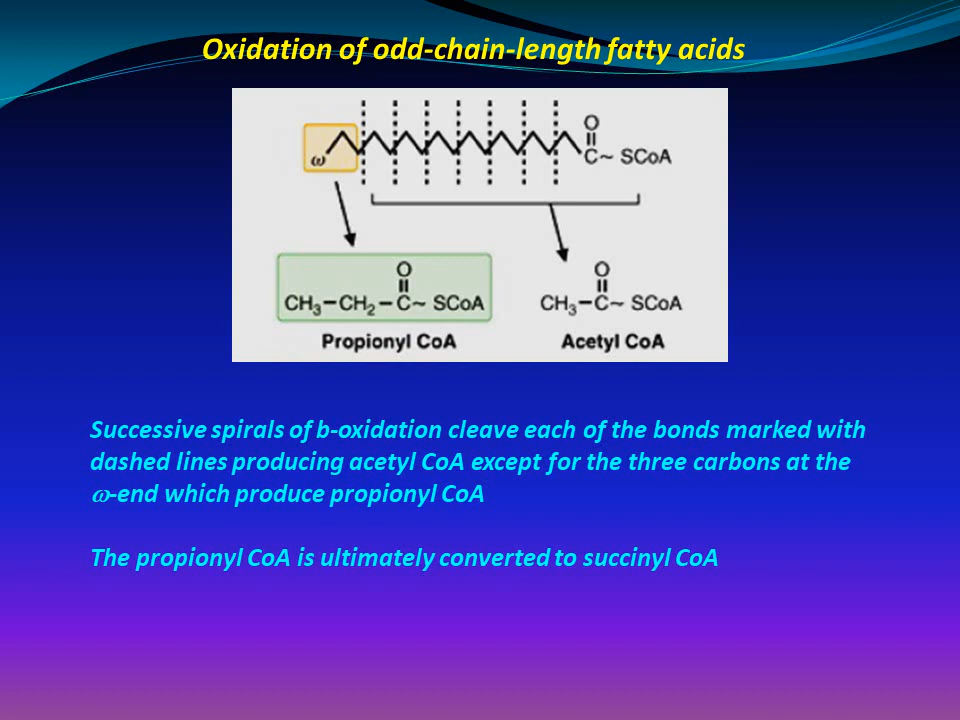 Oxidation of odd-chain-length fatty acids
O
ω
C~ SCoA
O
CH₃–CH₂–C~ SCoA
O
CH₃–C~ SCoA
Propionyl CoA
Acetyl CoA
Successive spirals of b-oxidation cleave each of the bonds marked with
dashed lines producing acetyl CoA except for the three carbons at the
ω-end which produce propionyl CoA
The propionyl CoA is ultimately converted to succinyl CoA